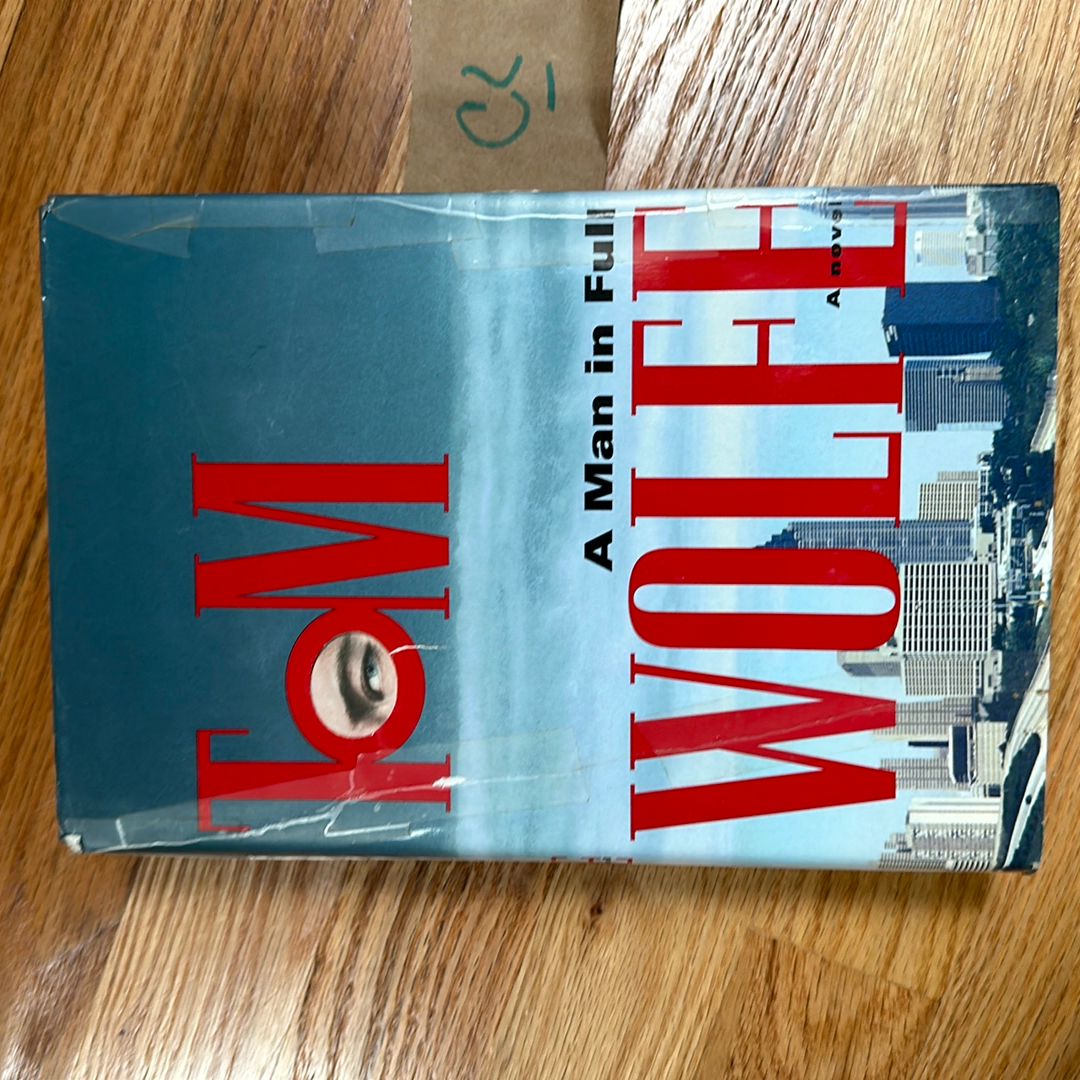 TOM
A Man in Full
WOLFE
A novel